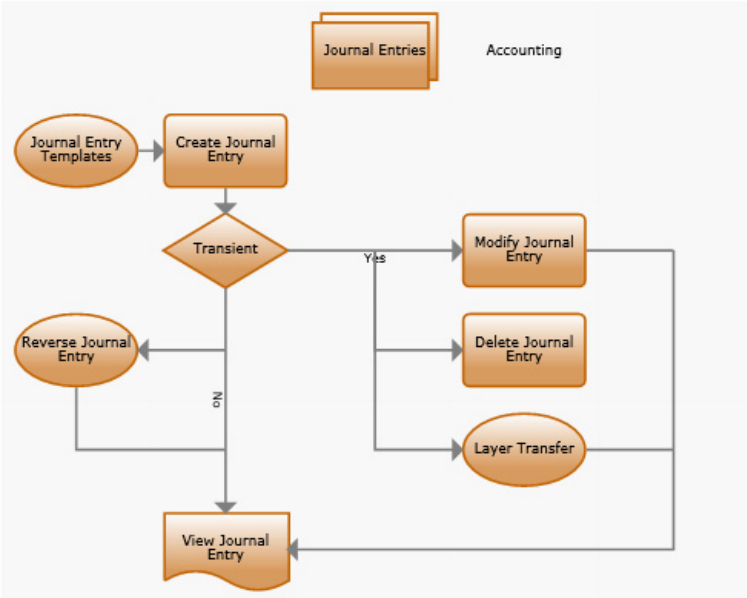 Journal Entries
Accounting
Journal Entry
Templates
Create Journal
Entry
Transient
Yes
Modify Journal
Entry
Reverse Journal
Entry
Delete Journal
Entry
No
Layer Transfer
View Journal
Entry